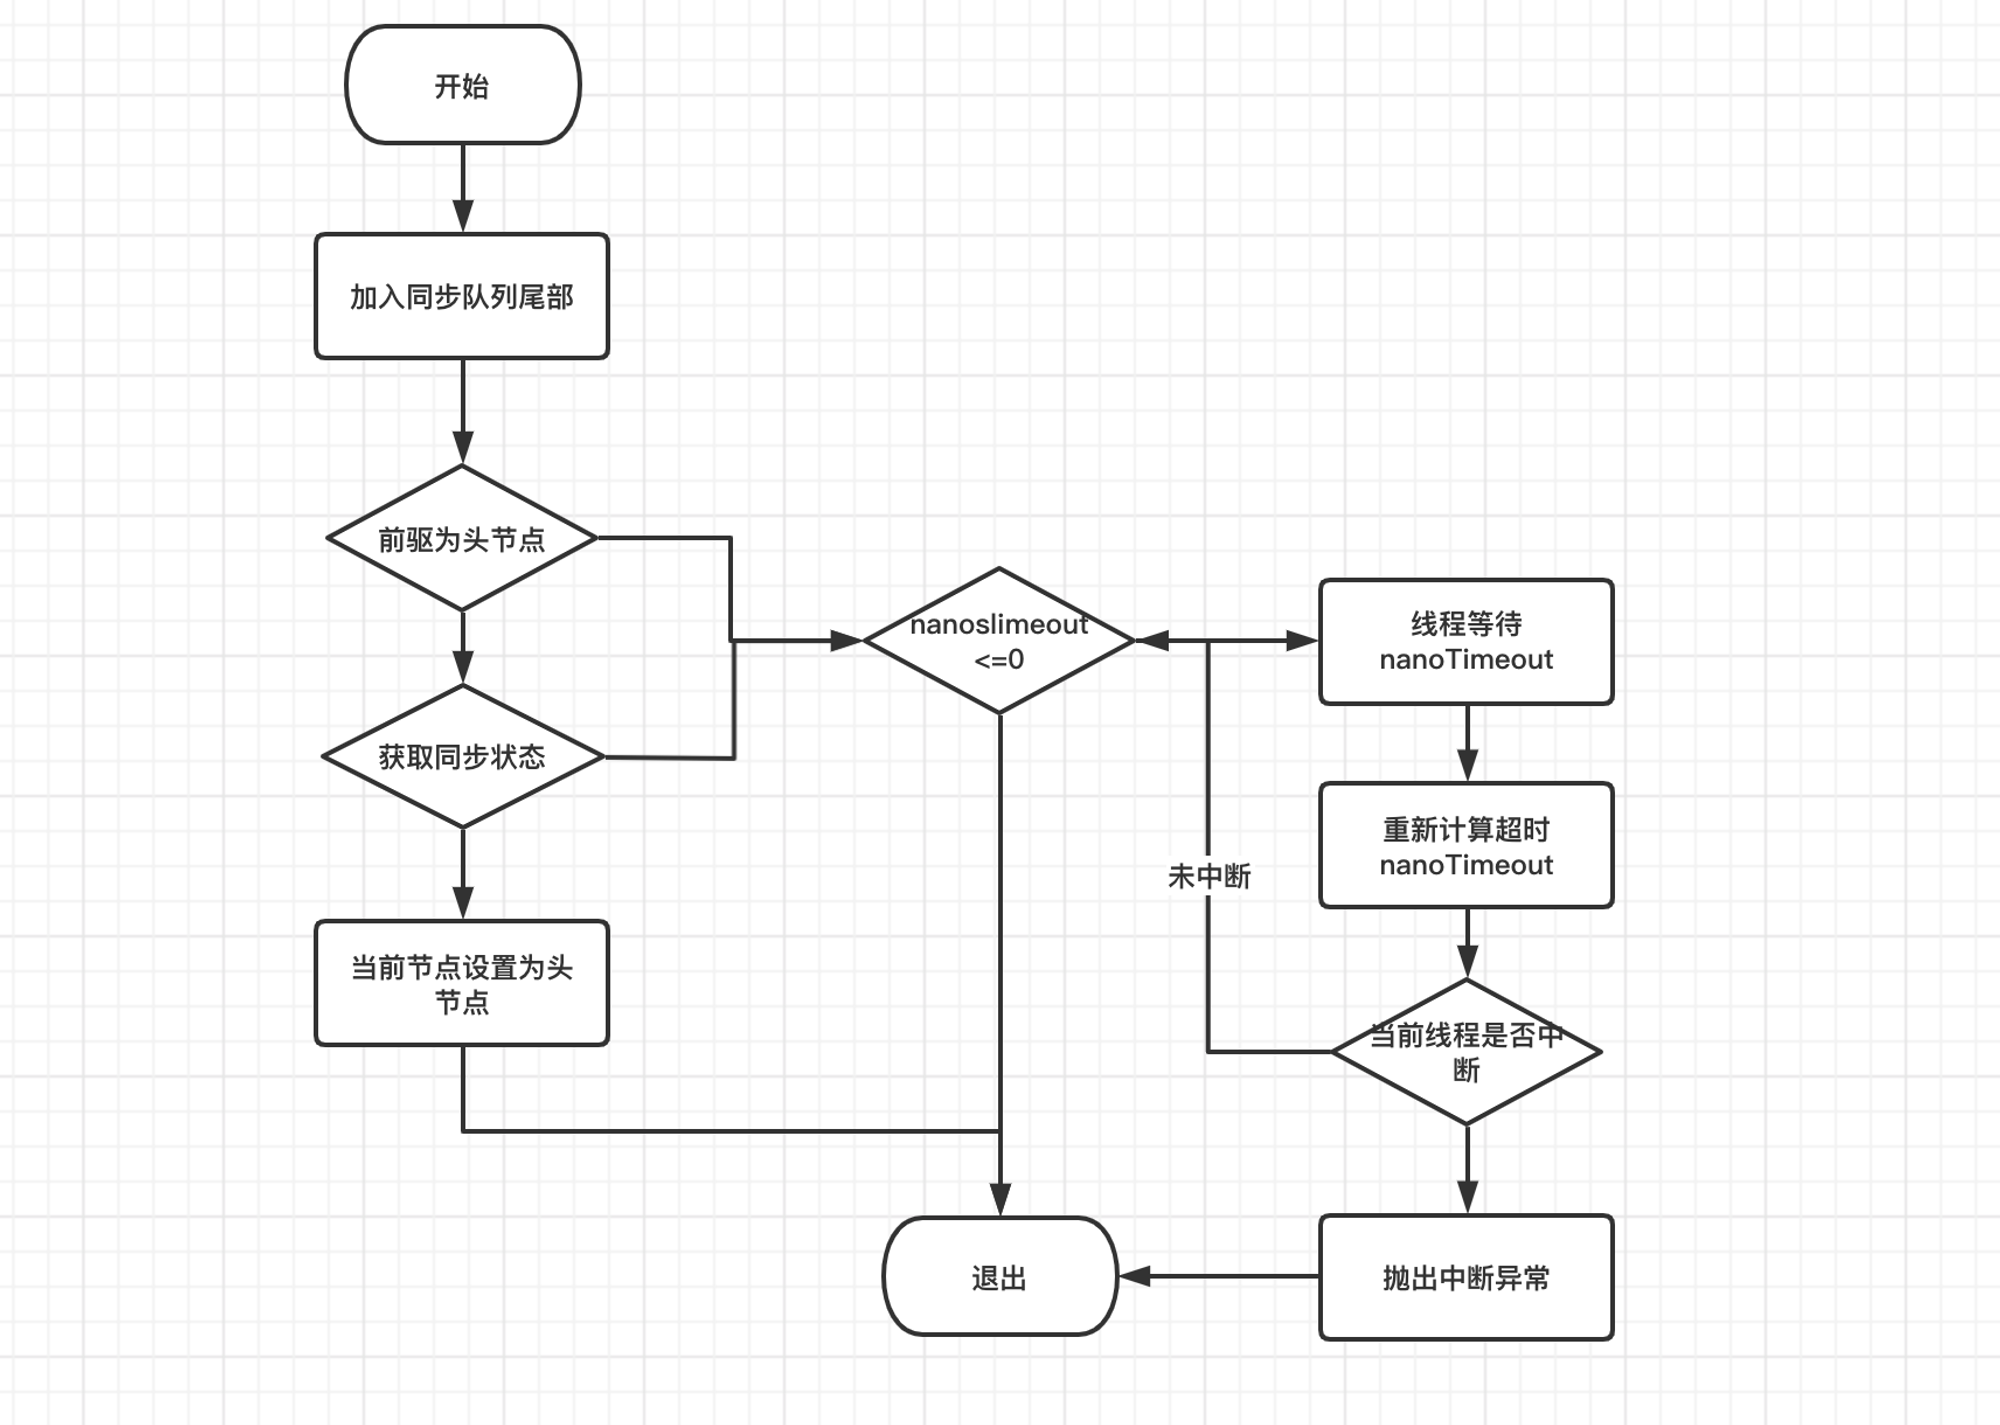 开始
加入同步队列尾部
前驱为头节点
获取同步状态
当前节点设置为头
节点
nanoslimeout
<=0
线程等待
nanoTimeout
重新计算超时
nanoTimeout
未中断
当前线程是否中
断
抛出中断异常
退出